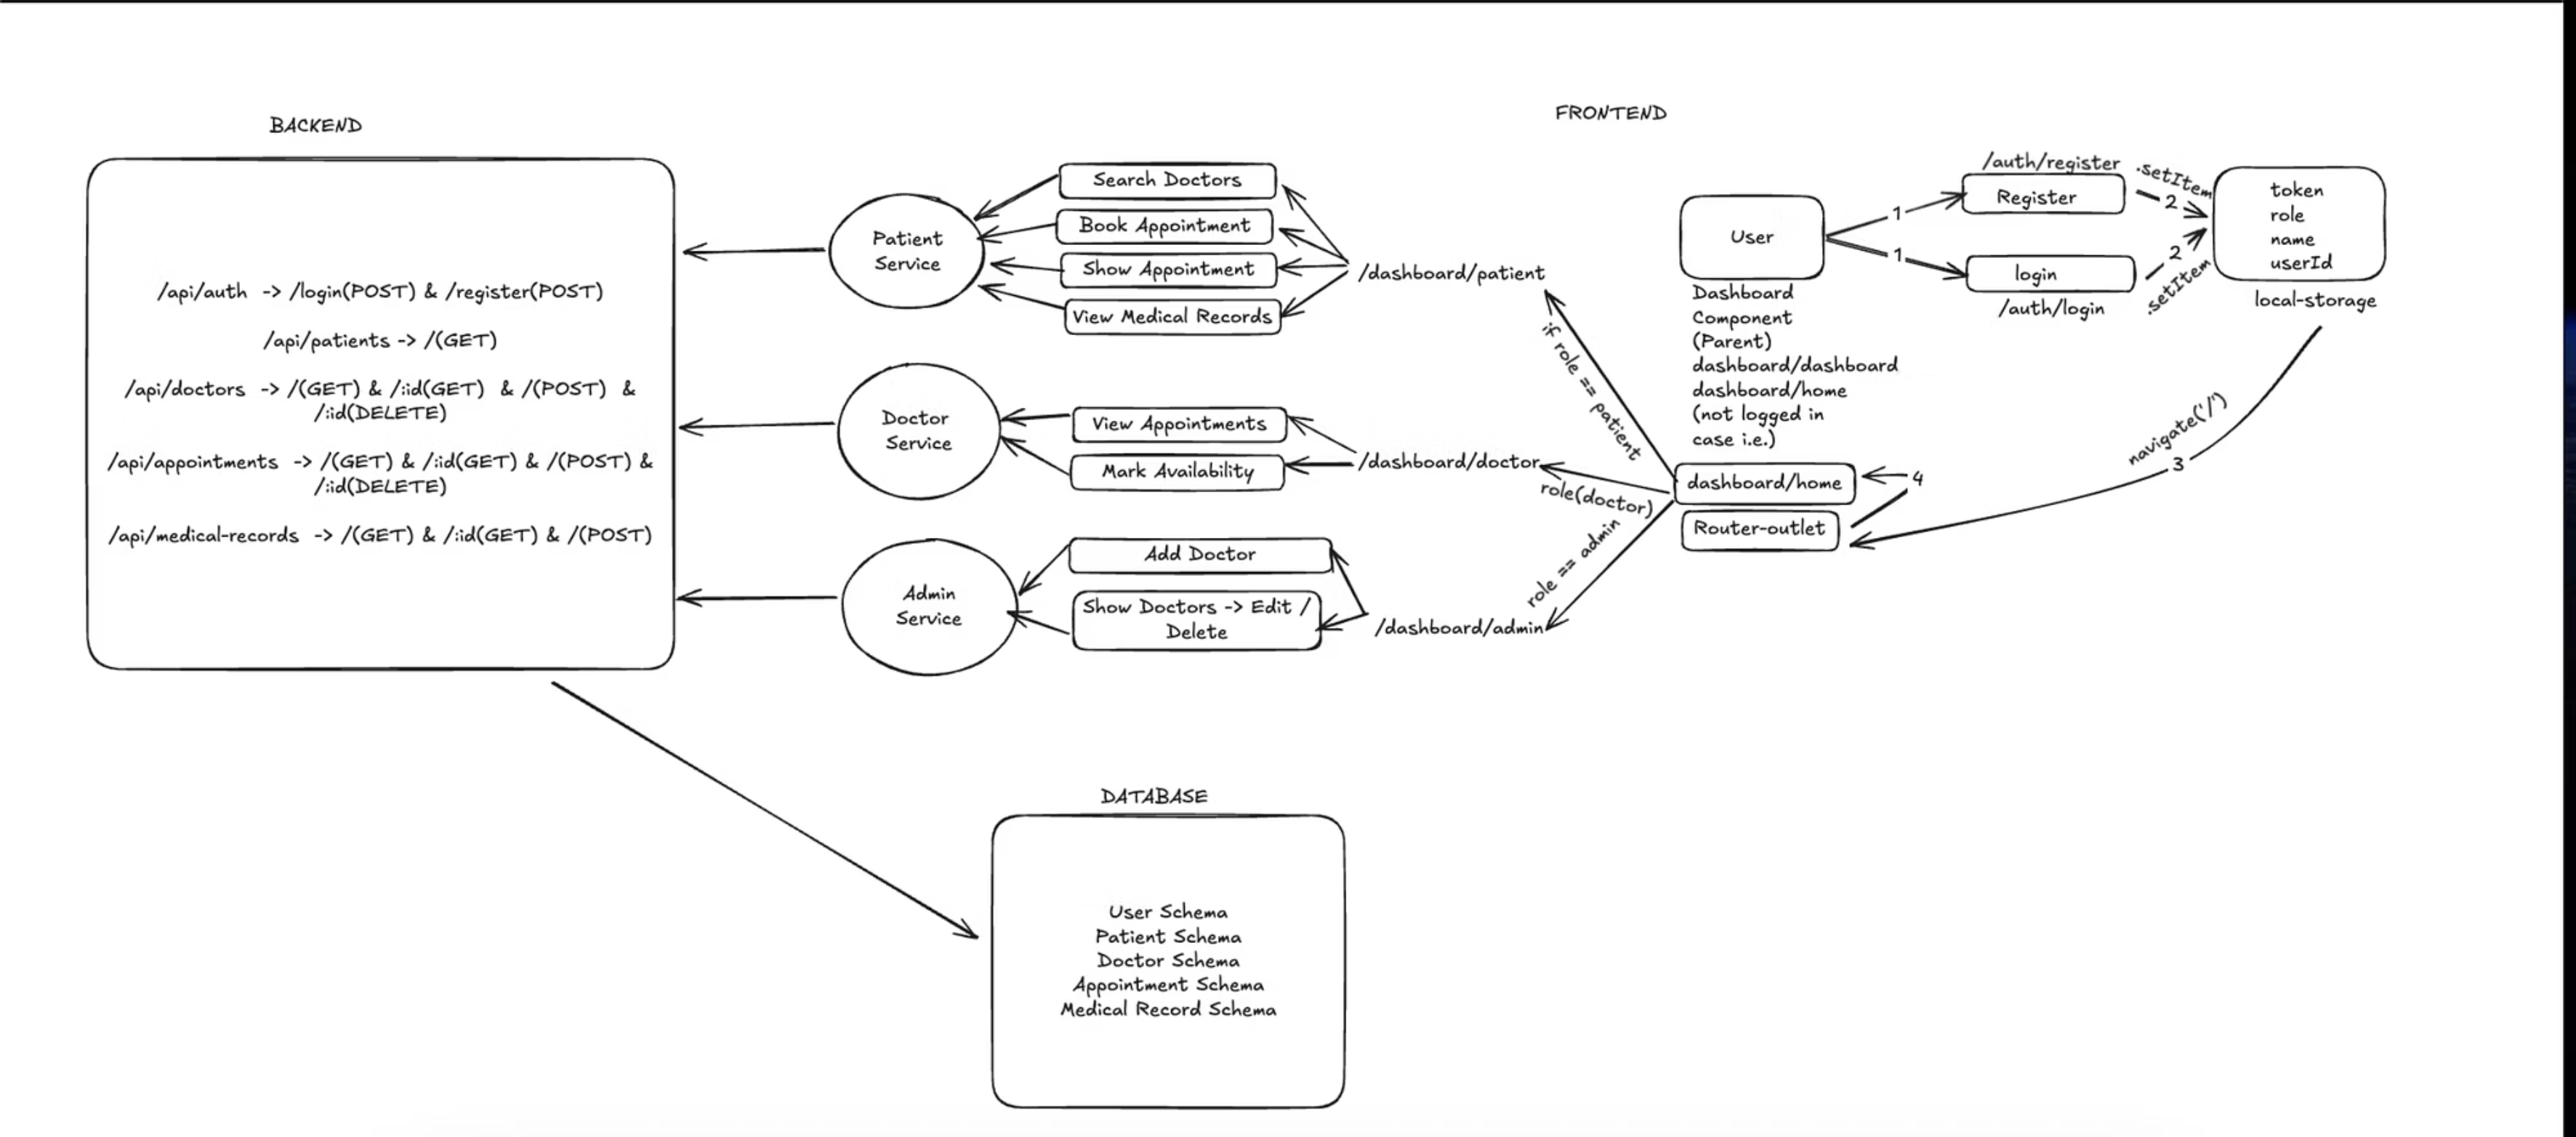 BACKEND
/api/auth -> /login(POST) & /register(POST)
/api/patients -> /(GET)
/api/doctors -> /(GET) & /:id(GET) & /(POST) &
/:id(DELETE)
/api/appointments -> /(GET) & /:id(GET) & /(POST) &
/:id(DELETE)
/api/medical-records -> /(GET) & /:id(GET) & /(POST)
Patient
Service
Doctor
Service
Admin
Service
Search Doctors
Book Appointment
Show Appointment
View Medical Records
View Appointments
Mark Availability
Add Doctor
Show Doctors -> Edit /
Delete
/dashboard/patient
/dashboard/doctor
/dashboard/admin
if role == patient
role(doctor)
role == admin
FRONTEND
User
Dashboard
Component
(Parent)
dashboard/dashboard
dashboard/home
(not logged in
case i.e.)
dashboard/home
Router-outlet
4
1
1
/auth/register
Register
login
/auth/login
.setItem
2
2
.setItem
token
role
name
userId
local-storage
navigate('/')
3
DATABASE
User Schema
Patient Schema
Doctor Schema
Appointment Schema
Medical Record Schema